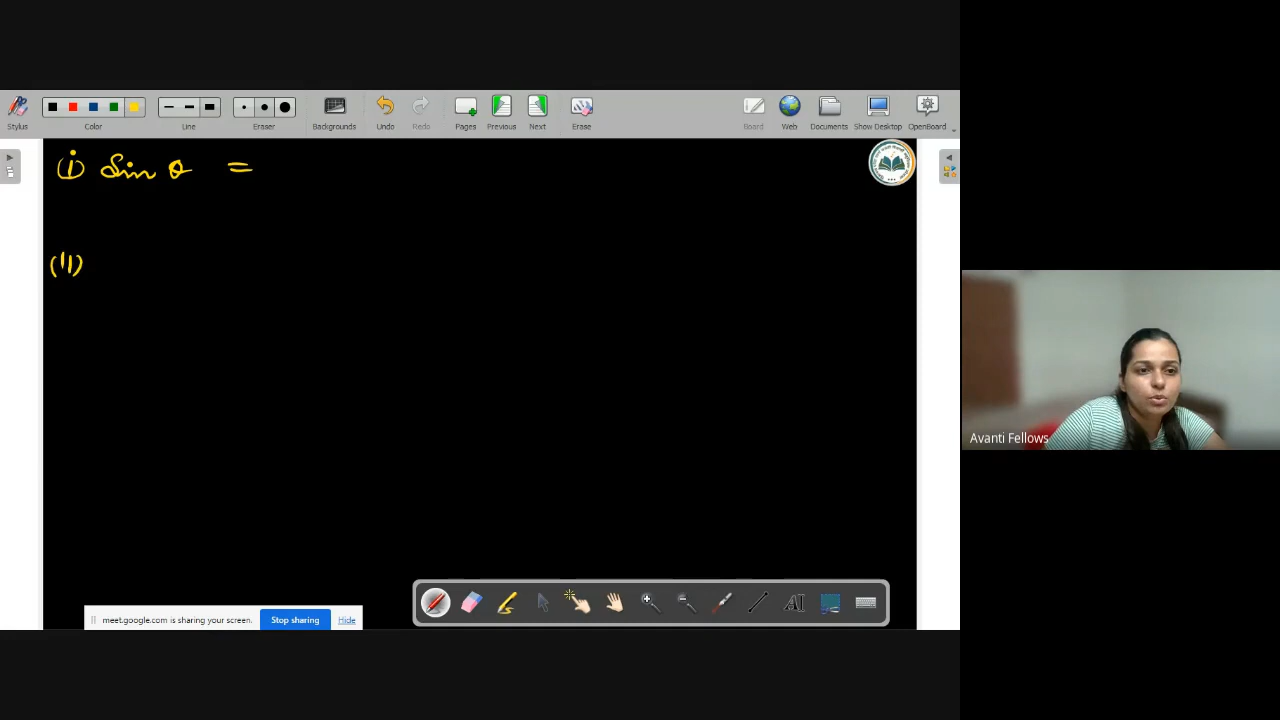 Stylus Color Line Eraser Backgrounds Undo Redo Pages Previous Next Erase Board Web Documents Show Desktop OpenBoard
(i) Sin θ =
(ii)
Avanti Fellows
meet.google.com is sharing your screen. Stop sharing Hide